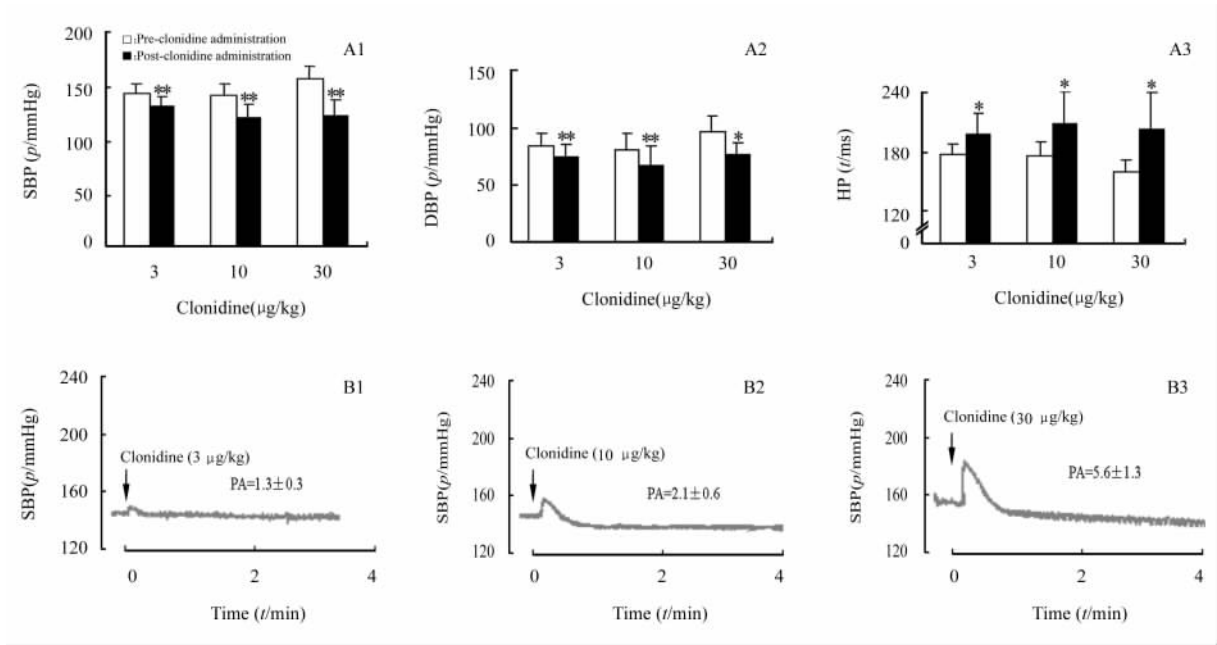 200
150
100
50
0
SBP (p/mmHg)
:Pre-clonidine administration
:Post-clonidine administration
A1
** ** **
3 10 30
Clonidine(μg/kg)
150
100
50
0
DBP (p/mmHg)
A2
** ** *
3 10 30
Clonidine(μg/kg)
240
180
120
0
HP (t/ms)
A3
* * *
3 10 30
Clonidine(μg/kg)
240
200
160
120
SBP(p/mmHg)
B1
Clonidine (3 μg/kg)
PA=1.3±0.3
0 2 4
Time (t/min)
240
200
160
120
SBP(p/mmHg)
B2
Clonidine (10 μg/kg)
PA=2.1±0.6
0 2 4
Time (t/min)
240
200
160
120
SBP(p/mmHg)
B3
Clonidine (30 μg/kg)
PA=5.6±1.3
0 2 4
Time (t/min)